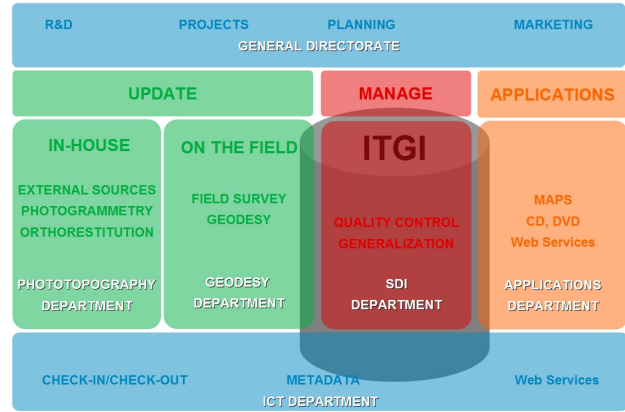 R&D PROJECTS PLANNING MARKETING
GENERAL DIRECTORATE
UPDATE MANAGE APPLICATIONS
IN-HOUSE
EXTERNAL SOURCES
PHOTOGRAMMETRY
ORTHORESTITUTION
PHOTOTOPOGRAPHY
DEPARTMENT
ON THE FIELD
FIELD SURVEY
GEODESY
GEODESY
DEPARTMENT
ITGI
QUALITY CONTROL
GENERALIZATION
SDI
DEPARTMENT
MAPS
CD, DVD
Web Services
APPLICATIONS
DEPARTMENT
CHECK-IN/CHECK-OUT METADATA Web Services
ICT DEPARTMENT